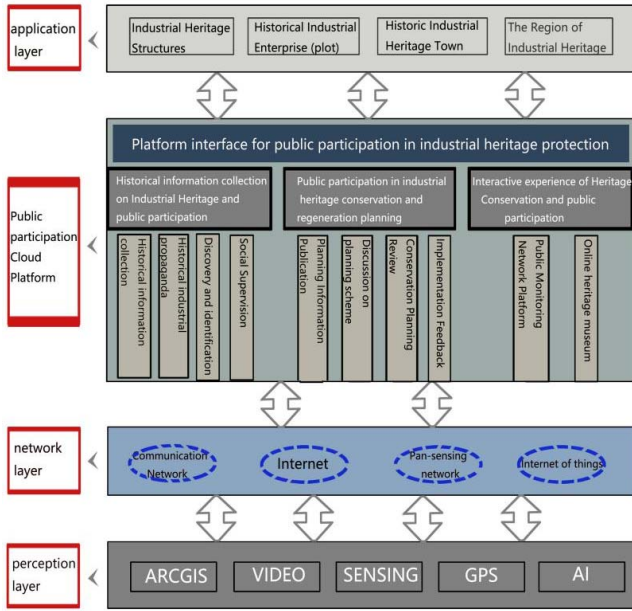 application
layer
Industrial Heritage
Structures
Historical Industrial
Enterprise (plot)
Historic Industrial
Heritage Town
The Region of
Industrial Heritage
Public
participation
Cloud
Platform
Platform interface for public participation in industrial heritage protection
Historical information collection
on Industrial Heritage and
public participation
Public participation in industrial
heritage conservation and
regeneration planning
Interactive experience of Heritage
Conservation and public
participation
Historical information
collection
Historical industrial
propaganda
Discovery and identification
Social Supervision
Planning Information
Publication
Discussion on
planning scheme
Conservation Planning
Review
Implementation Feedback
Public Monitoring
Network Platform
Online heritage museum
network
layer
Communication
Network
Internet
Pan-sensing
network
Internet of things
perception
layer
ARCGIS
VIDEO
SENSING
GPS
AI